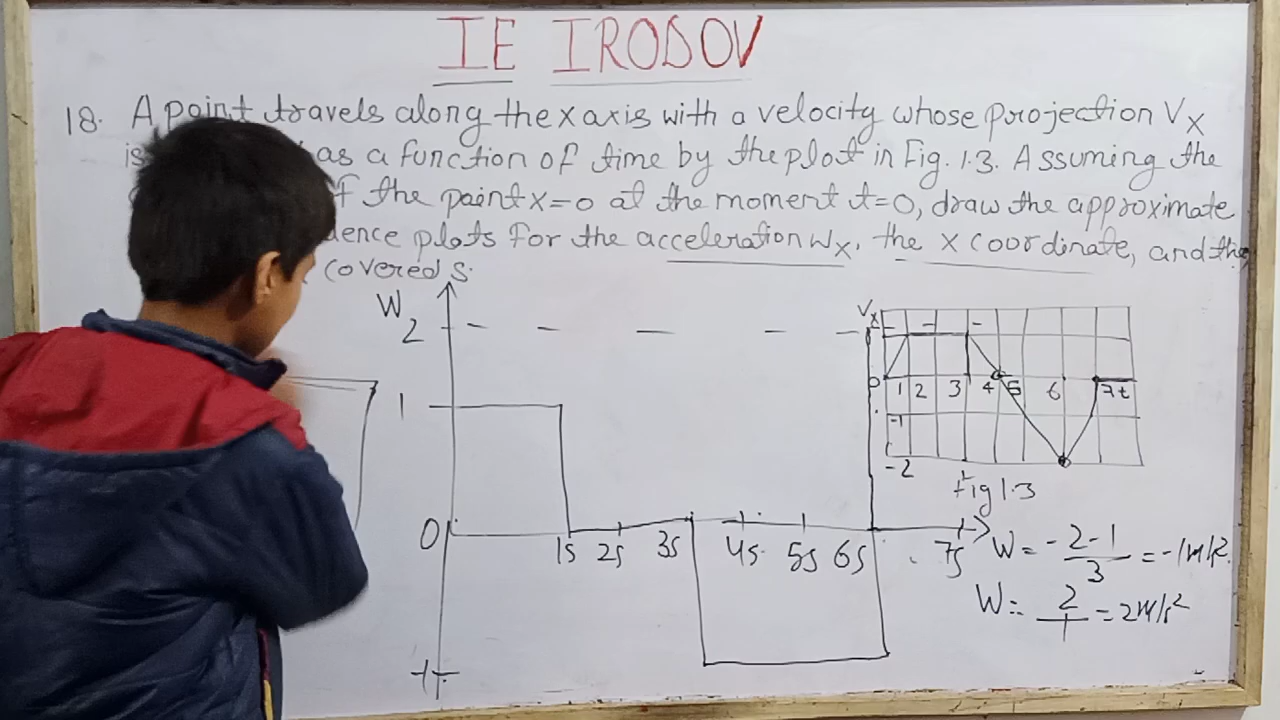 IE IRODOV
18. A point travels along the x axis with a velocity whose projection Vx
as a function of time by the plot in Fig. 1.3. Assuming the
the point x=0 at the moment t=0, draw the approximate
plots for the acceleration Wx, the x coordinate, and the
covered s.
W
2
1
0
-1
1s 2s 3s 4s 5s 6s 7s
Vx
0 1 2 3 4 5 6 7 t
-1
-2
Fig 1.3
W = -2-1/3 = -1m/s².
W = 2/1 = 2m/s²